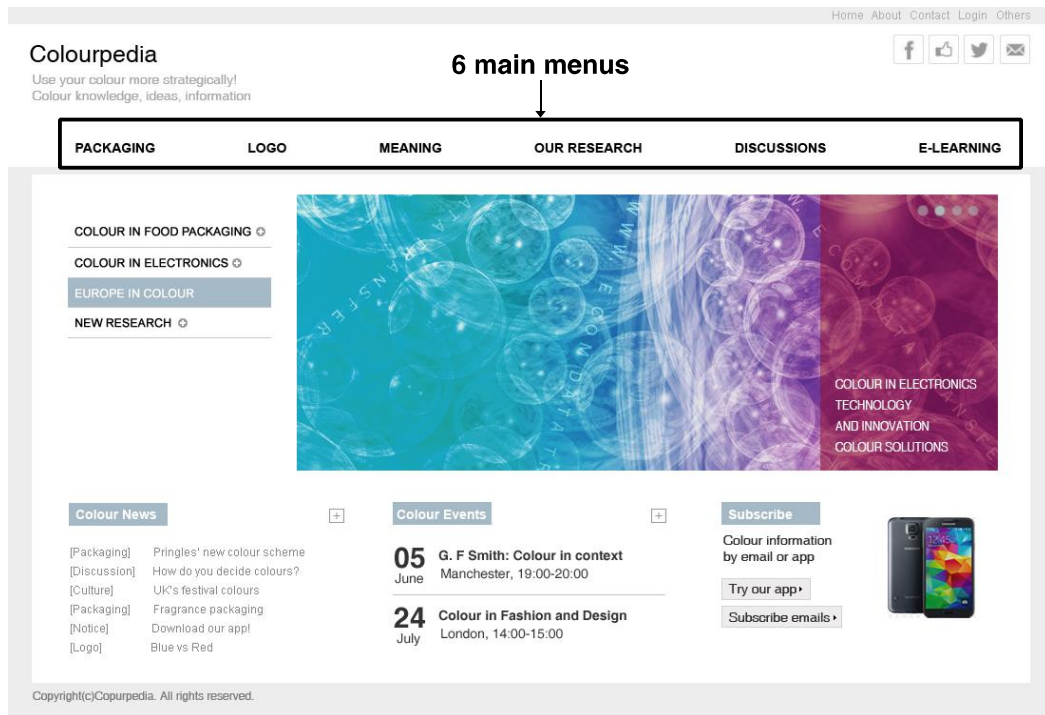 Home About Contact Login Others
Colourpedia
Use your colour more strategically!
Colour knowledge, ideas, information
6 main menus
PACKAGING LOGO MEANING OUR RESEARCH DISCUSSIONS E-LEARNING
COLOUR IN FOOD PACKAGING
COLOUR IN ELECTRONICS
EUROPE IN COLOUR
NEW RESEARCH
COLOUR IN ELECTRONICS
TECHNOLOGY
AND INNOVATION
COLOUR SOLUTIONS
Colour News
[Packaging] Pringles' new colour scheme
[Discussion] How do you decide colours?
[Culture] UK's festival colours
[Packaging] Fragrance packaging
[Notice] Download our app!
[Logo] Blue vs Red
Colour Events
05 June G. F Smith: Colour in context
Manchester, 19:00-20:00
24 July Colour in Fashion and Design
London, 14:00-15:00
Subscribe
Colour information
by email or app
Try our app
Subscribe emails
Copyright(c)Copurpedia. All rights reserved.